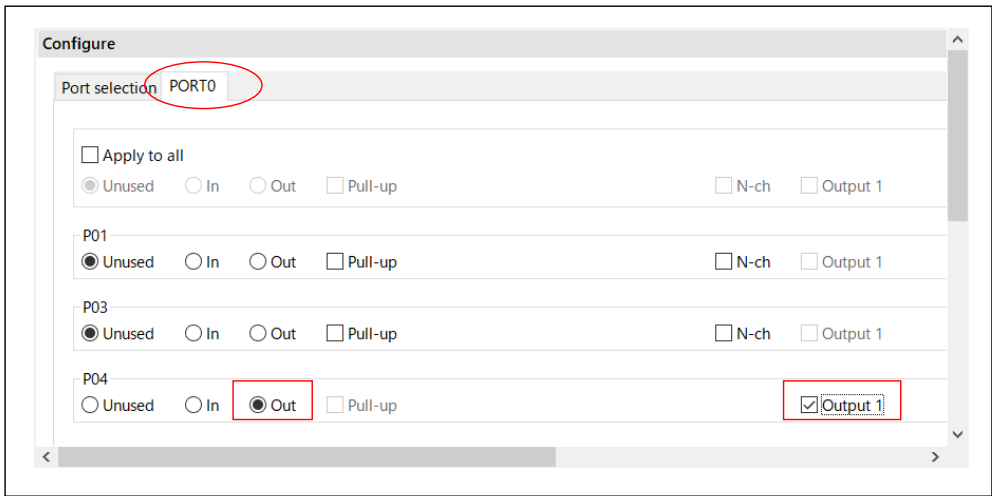 Configure
Port selection PORT0
Apply to all
Unused In Out Pull-up N-ch Output 1
P01
Unused In Out Pull-up N-ch Output 1
P03
Unused In Out Pull-up N-ch Output 1
P04
Unused In Out Pull-up Output 1